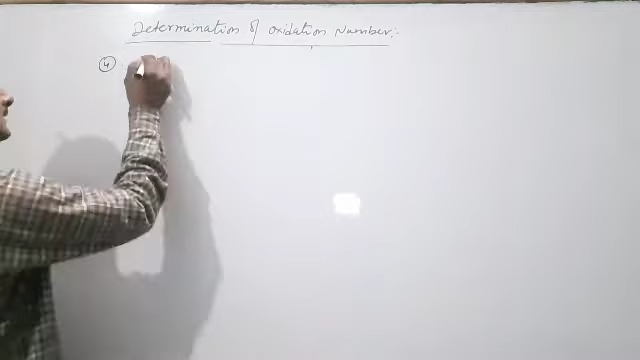 Determination of oxidation Number:-
④